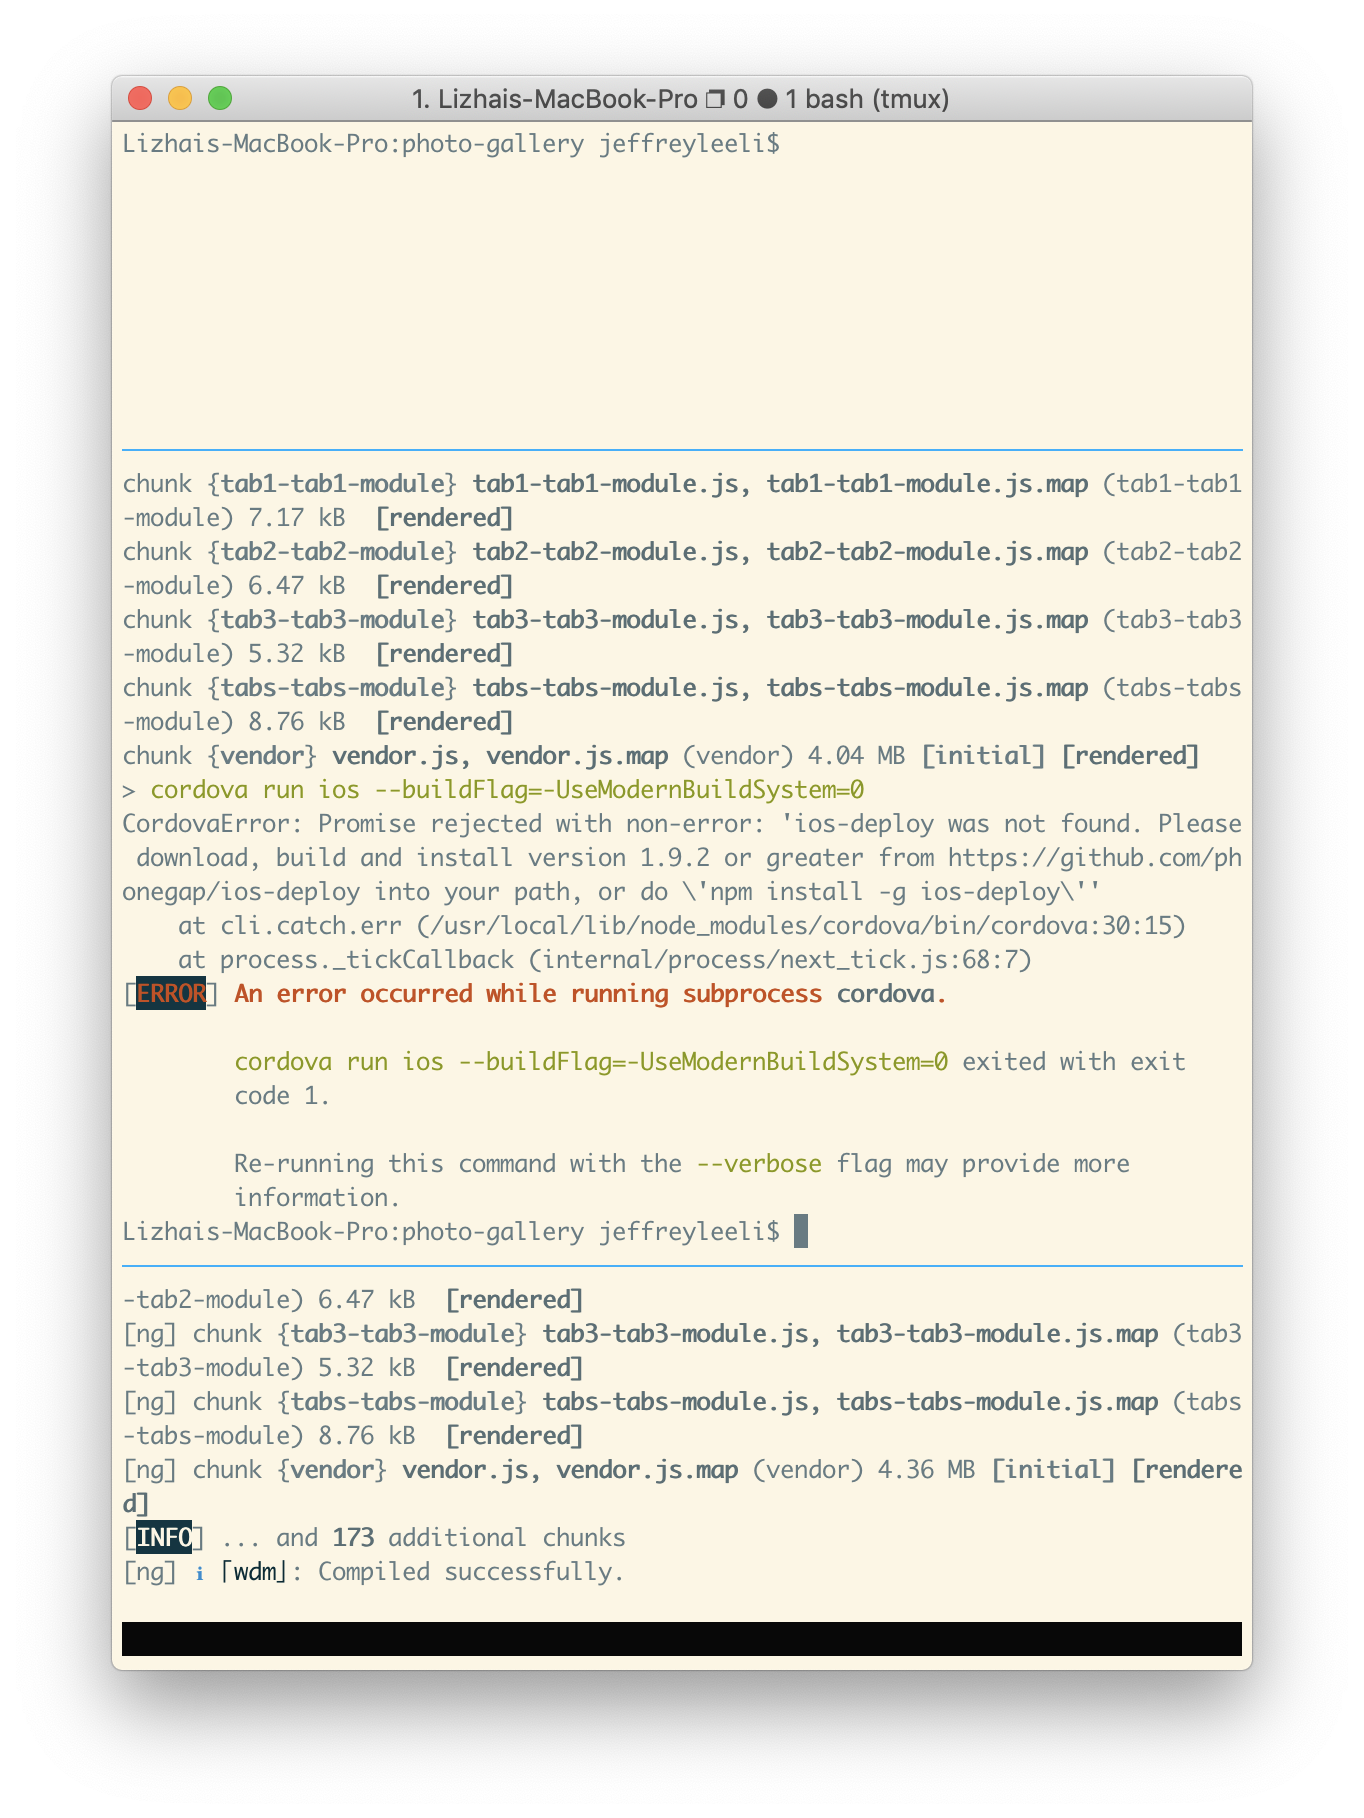 1. Lizhais-MacBook-Pro ❐ 0 ● 1 bash (tmux)
Lizhais-MacBook-Pro:photo-gallery jeffreyleeli$
chunk {tab1-tab1-module} tab1-tab1-module.js, tab1-tab1-module.js.map (tab1-tab1
-module) 7.17 kB  [rendered]
chunk {tab2-tab2-module} tab2-tab2-module.js, tab2-tab2-module.js.map (tab2-tab2
-module) 6.47 kB  [rendered]
chunk {tab3-tab3-module} tab3-tab3-module.js, tab3-tab3-module.js.map (tab3-tab3
-module) 5.32 kB  [rendered]
chunk {tabs-tabs-module} tabs-tabs-module.js, tabs-tabs-module.js.map (tabs-tabs
-module) 8.76 kB  [rendered]
chunk {vendor} vendor.js, vendor.js.map (vendor) 4.04 MB [initial] [rendered]
> cordova run ios --buildFlag=-UseModernBuildSystem=0
CordovaError: Promise rejected with non-error: 'ios-deploy was not found. Please
 download, build and install version 1.9.2 or greater from https://github.com/ph
onegap/ios-deploy into your path, or do \'npm install -g ios-deploy\''
    at cli.catch.err (/usr/local/lib/node_modules/cordova/bin/cordova:30:15)
    at process._tickCallback (internal/process/next_tick.js:68:7)
[ERROR] An error occurred while running subprocess cordova.
        cordova run ios --buildFlag=-UseModernBuildSystem=0 exited with exit
        code 1.
        Re-running this command with the --verbose flag may provide more
        information.
Lizhais-MacBook-Pro:photo-gallery jeffreyleeli$
-tab2-module) 6.47 kB  [rendered]
[ng] chunk {tab3-tab3-module} tab3-tab3-module.js, tab3-tab3-module.js.map (tab3
-tab3-module) 5.32 kB  [rendered]
[ng] chunk {tabs-tabs-module} tabs-tabs-module.js, tabs-tabs-module.js.map (tabs
-tabs-module) 8.76 kB  [rendered]
[ng] chunk {vendor} vendor.js, vendor.js.map (vendor) 4.36 MB [initial] [rendere
d]
[INFO] ... and 173 additional chunks
[ng] ℹ ｢wdm｣: Compiled successfully.